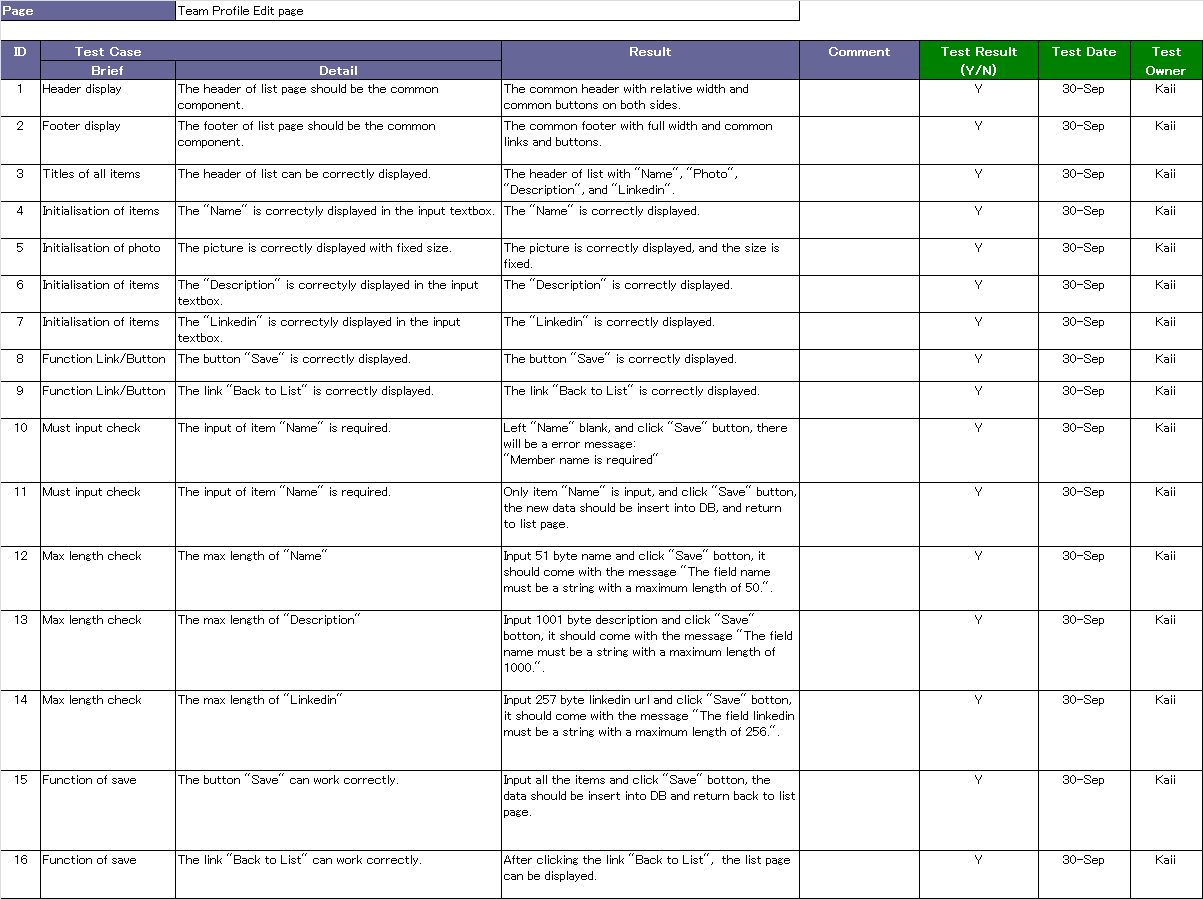 Page Team Profile Edit page
ID Test Case Result Comment Test Result (Y/N) Test Date Test Owner
Brief Detail
1 Header display The header of list page should be the common component. The common header with relative width and common buttons on both sides. Y 30-Sep Kaii
2 Footer display The footer of list page should be the common component. The common footer with full width and common links and buttons. Y 30-Sep Kaii
3 Titles of all items The header of list can be correctly displayed. The header of list with "Name", "Photo", "Description", and "Linkedin". Y 30-Sep Kaii
4 Initialisation of items The "Name" is correctyly displayed in the input textbox. The "Name" is correctly displayed. Y 30-Sep Kaii
5 Initialisation of photo The picture is correctly displayed with fixed size. The picture is correctly displayed, and the size is fixed. Y 30-Sep Kaii
6 Initialisation of items The "Description" is correctyly displayed in the input textbox. The "Description" is correctly displayed. Y 30-Sep Kaii
7 Initialisation of items The "Linkedin" is correctyly displayed in the input textbox. The "Linkedin" is correctly displayed. Y 30-Sep Kaii
8 Function Link/Button The button "Save" is correctly displayed. The button "Save" is correctly displayed. Y 30-Sep Kaii
9 Function Link/Button The link "Back to List" is correctly displayed. The link "Back to List" is correctly displayed. Y 30-Sep Kaii
10 Must input check The input of item "Name" is required. Left "Name" blank, and click "Save" button, there will be a error message: "Member name is required" Y 30-Sep Kaii
11 Must input check The input of item "Name" is required. Only item "Name" is input, and click "Save" button, the new data should be insert into DB, and return to list page. Y 30-Sep Kaii
12 Max length check The max length of "Name" Input 51 byte name and click "Save" botton, it should come with the message "The field name must be a string with a maximum length of 50.". Y 30-Sep Kaii
13 Max length check The max length of "Description" Input 1001 byte description and click "Save" botton, it should come with the message "The field name must be a string with a maximum length of 1000.". Y 30-Sep Kaii
14 Max length check The max length of "Linkedin" Input 257 byte linkedin url and click "Save" botton, it should come with the message "The field linkedin must be a string with a maximum length of 256.". Y 30-Sep Kaii
15 Function of save The button "Save" can work correctly. Input all the items and click "Save" botton, the data should be insert into DB and return back to list page. Y 30-Sep Kaii
16 Function of save The link "Back to List" can work correctly. After clicking the link "Back to List", the list page can be displayed. Y 30-Sep Kaii